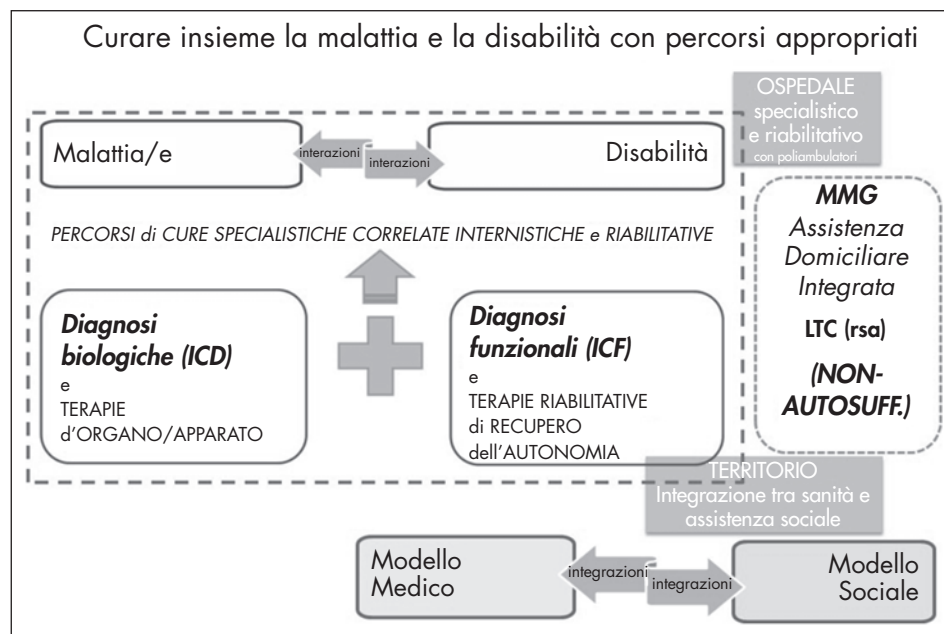 Curare insieme la malattia e la disabilità con percorsi appropriati
OSPEDALE
specialistico
e riabilitativo
con poliambulatori
Malattia/e
interazioni
interazioni
Disabilità
PERCORSI di CURE SPECIALISTICHE CORRELATE INTERNISTICHE e RIABILITATIVE
MMG
Assistenza
Domiciliare
Integrata
LTC (rsa)
(NON-
AUTOSUFF.)
Diagnosi
biologiche (ICD)
e
TERAPIE
d'ORGANO/APPARATO
Diagnosi
funzionali (ICF)
e
TERAPIE RIABILITATIVE
di RECUPERO
dell'AUTONOMIA
TERRITORIO
Integrazione tra sanità e
assistenza sociale
Modello
Medico
integrazioni
integrazioni
Modello
Sociale